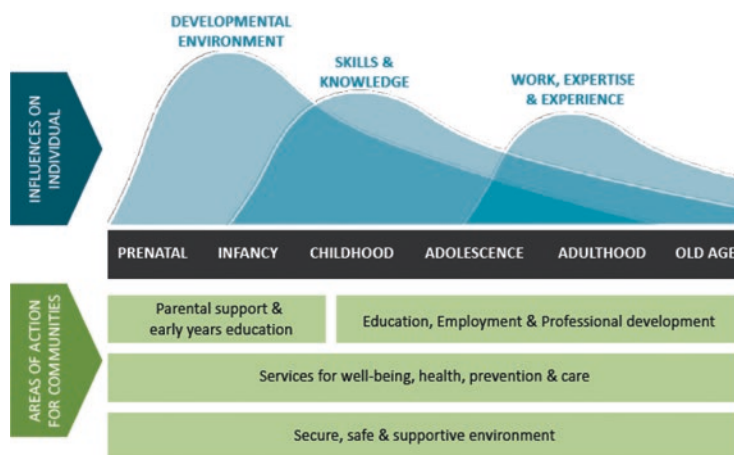 DEVELOPMENTAL
ENVIRONMENT
SKILLS &
KNOWLEDGE
WORK, EXPERTISE
& EXPERIENCE
INFLUENCES ON
INDIVIDUAL
PRENATAL INFANCY CHILDHOOD ADOLESCENCE ADULTHOOD OLD AGE
AREAS OF ACTION
FOR COMMUNITIES
Parental support &
early years education
Education, Employment & Professional development
Services for well-being, health, prevention & care
Secure, safe & supportive environment